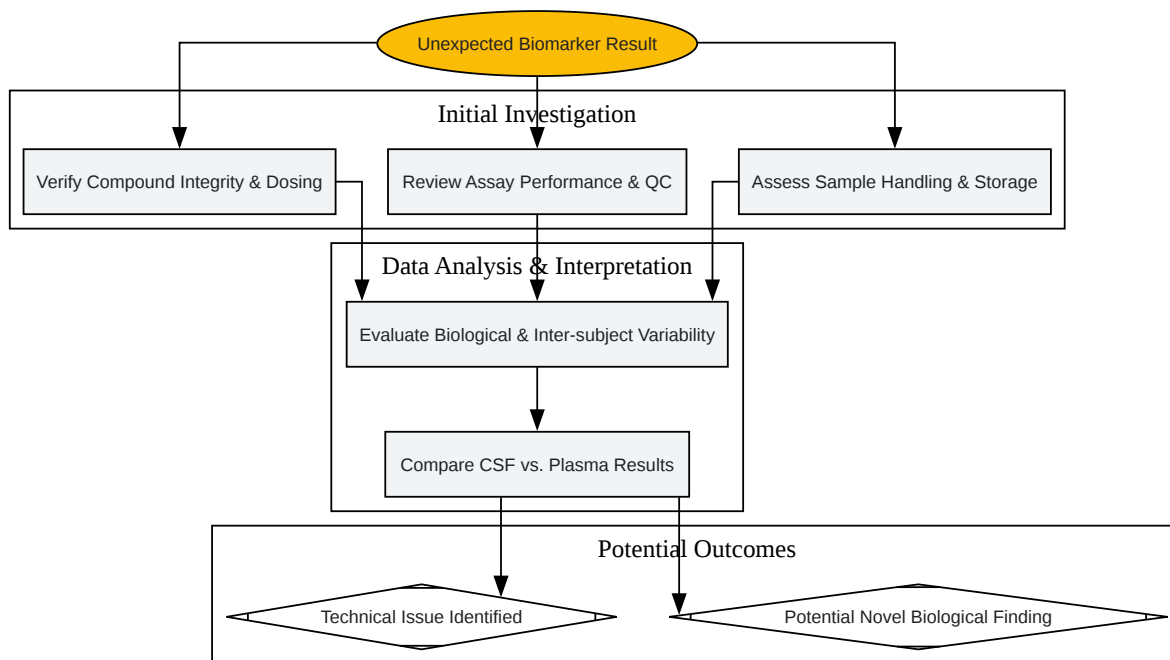 Unexpected Biomarker Result
Initial Investigation
Verify Compound Integrity & Dosing
Review Assay Performance & QC
Assess Sample Handling & Storage
Data Analysis & Interpretation
Evaluate Biological & Inter-subject Variability
Compare CSF vs. Plasma Results
Potential Outcomes
Technical Issue Identified
Potential Novel Biological Finding